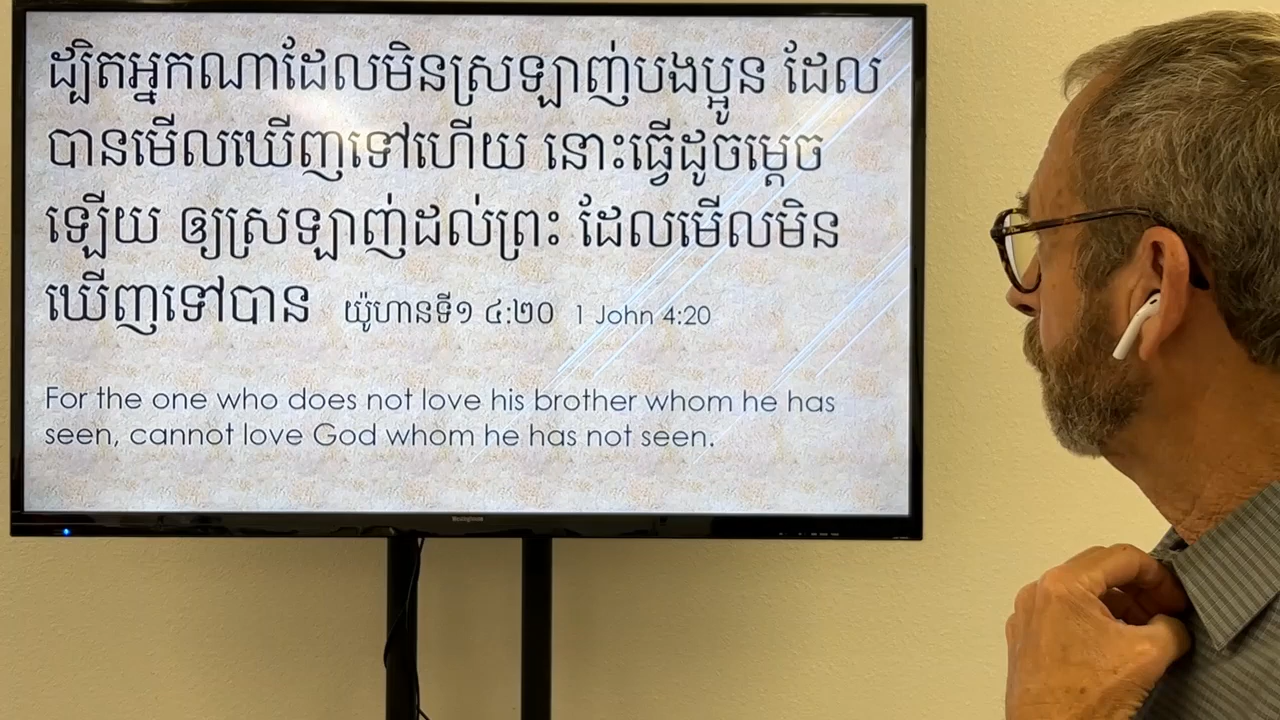 ដ្បិតអ្នកណាដែលមិនស្រឡាញ់បងប្អូន ដែល
បានមើលឃើញទៅហើយ នោះធ្វើដូចម្តេច
ឡើយ ឲ្យស្រឡាញ់ដល់ព្រះ ដែលមើលមិន
ឃើញទៅបាន យ៉ូហានទី១ ៤:២០ 1 John 4:20
For the one who does not love his brother whom he has
seen, cannot love God whom he has not seen.
Westinghouse